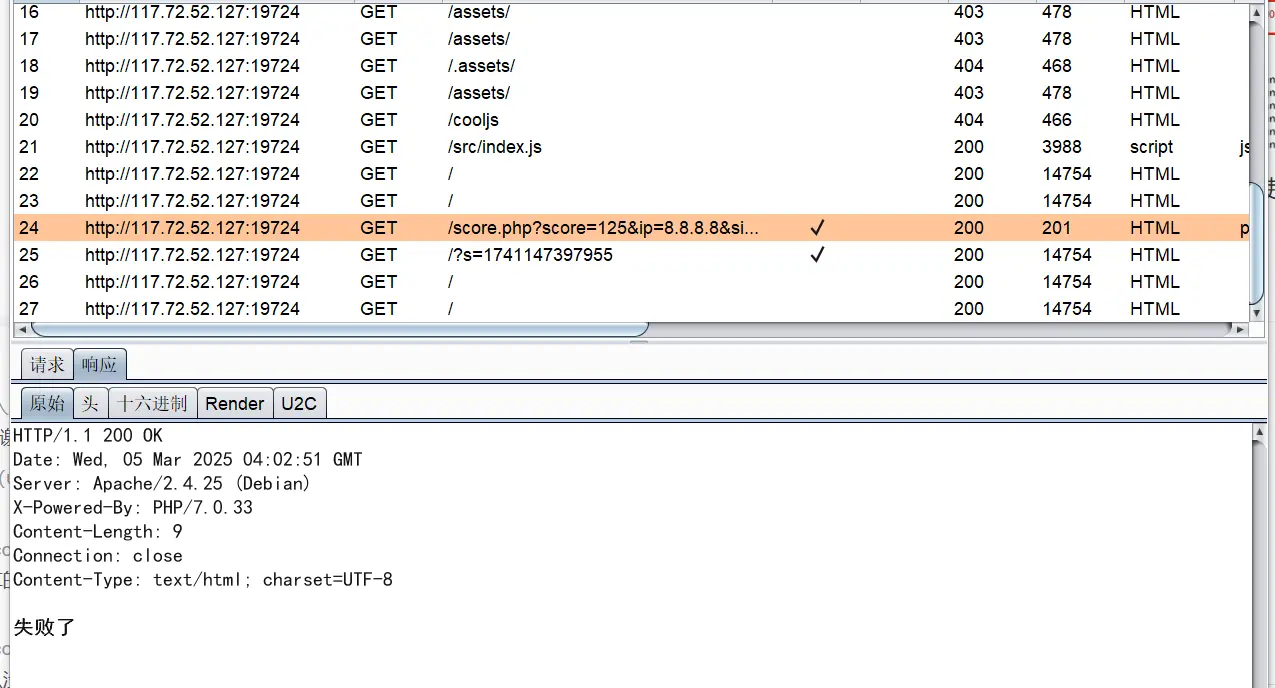 16 http://117.72.52.127:19724 GET /assets/ 403 478 HTML
17 http://117.72.52.127:19724 GET /assets/ 403 478 HTML
18 http://117.72.52.127:19724 GET /.assets/ 404 468 HTML
19 http://117.72.52.127:19724 GET /assets/ 403 478 HTML
20 http://117.72.52.127:19724 GET /cooljs 404 466 HTML
21 http://117.72.52.127:19724 GET /src/index.js 200 3988 script js
22 http://117.72.52.127:19724 GET / 200 14754 HTML
23 http://117.72.52.127:19724 GET / 200 14754 HTML
24 http://117.72.52.127:19724 GET /score.php?score=125&ip=8.8.8.8&si... ✓ 200 201 HTML p
25 http://117.72.52.127:19724 GET /?s=1741147397955 ✓ 200 14754 HTML
26 http://117.72.52.127:19724 GET / 200 14754 HTML
27 http://117.72.52.127:19724 GET / 200 14754 HTML
请求 响应
原始 头 十六进制 Render U2C
HTTP/1.1 200 OK
Date: Wed, 05 Mar 2025 04:02:51 GMT
Server: Apache/2.4.25 (Debian)
X-Powered-By: PHP/7.0.33
Content-Length: 9
Connection: close
Content-Type: text/html; charset=UTF-8
失败了